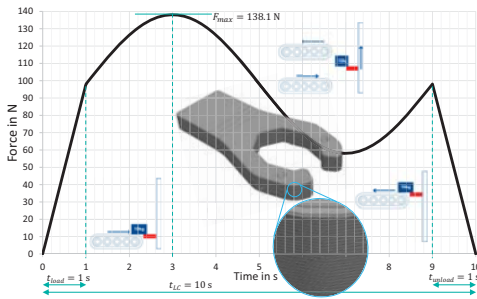 140
130
120
110
100
90
80
70
60
50
40
30
20
10
0
Force in N
F_max = 138.1 N
0 1 2 3 4 5 9 10
Time in s
t_load = 1 s
t_LC = 10 s
t_unload = 1 s